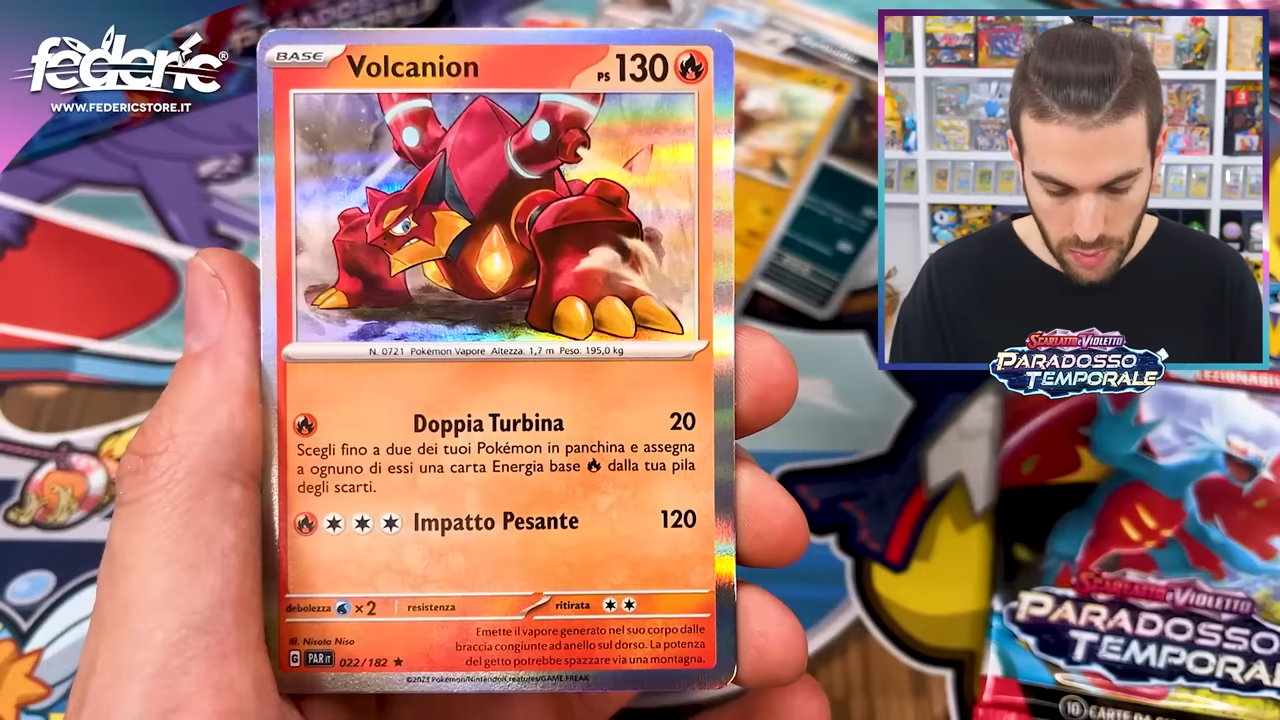 federic®
WWW.FEDERICSTORE.IT
BASE
Volcanion
PS 130
N. 0721 Pokémon Vapore Altezza: 1,7 m Peso: 195,0 kg
Doppia Turbina 20
Scegli fino a due dei tuoi Pokémon in panchina e assegna
a ognuno di essi una carta Energia base dalla tua pila
degli scarti.
Impatto Pesante 120
debolezza ×2 resistenza ritirata
Ill. Nisota Niso
Emette il vapore generato nel suo corpo dalle
braccia congiunte ad anello sul dorso. La potenza
del getto potrebbe spazzare via una montagna.
G PAR IT 022/182 ★
©2023 Pokémon/Nintendo/Creatures/GAME FREAK
SCARLATTO E VIOLETTO
PARADOSSO
TEMPORALE
SCARLATTO E VIOLETTO
PARADOSSO
TEMPORALE
10 CARTE DA